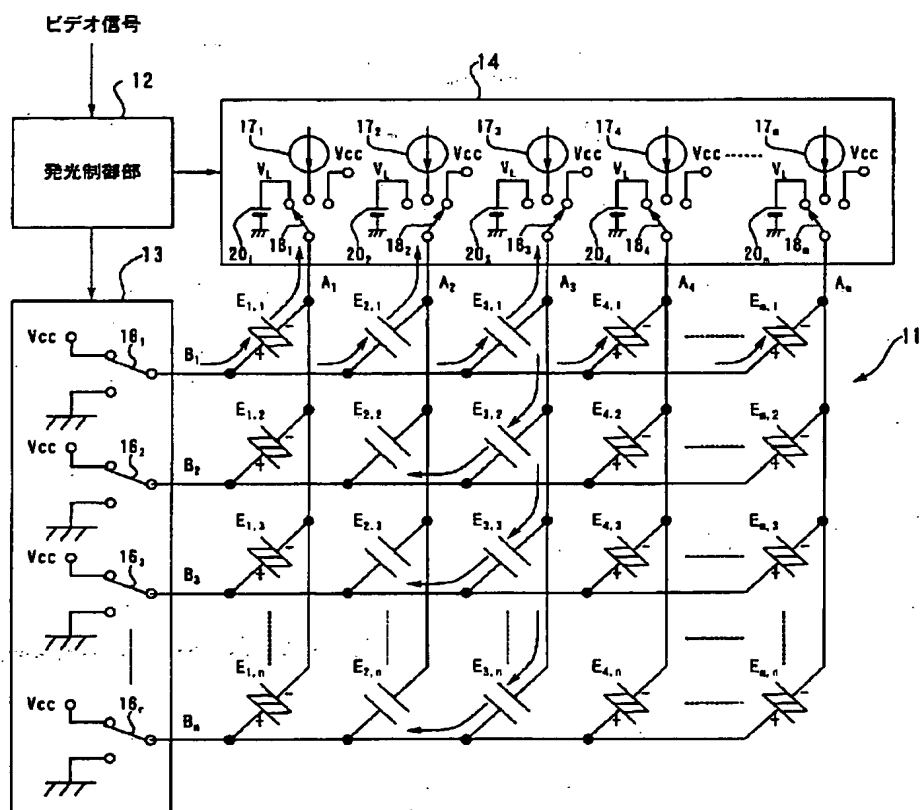 ビデオ信号
12
14
発光制御部
17₁ 17₂ 17₃ 17₄ 17ₘ
Vcc Vcc Vcc Vcc Vcc
V_L V_L V_L V_L V_L
20₁ 18₁ 20₂ 18₂ 20₃ 18₃ 20₄ 18₄ 20ₙ 18ₘ
13
A₁ A₂ A₃ A₄ Aₘ
11
E₁,₁ E₂,₁ E₃,₁ E₄,₁ Eₘ,₁
Vcc 16₁ B₁
E₁,₂ E₂,₂ E₃,₂ E₄,₂ Eₘ,₂
Vcc 16₂ B₂
E₁,₃ E₂,₃ E₃,₃ E₄,₃ Eₘ,₃
Vcc 16₃ B₃
E₁,ₙ E₂,ₙ E₃,ₙ E₄,ₙ Eₘ,ₙ
Vcc 16ᵣ Bₙ